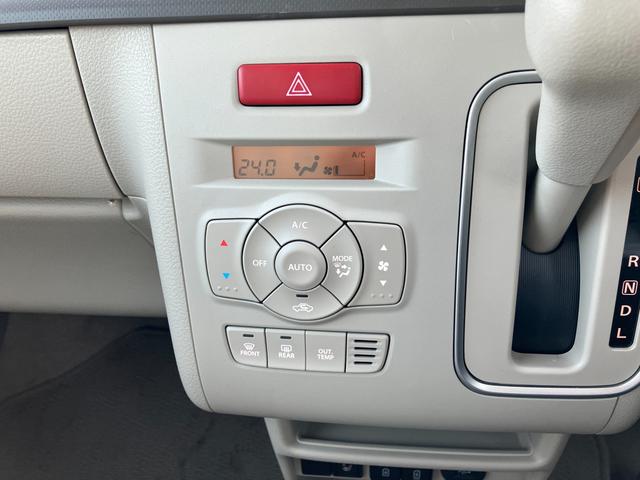 A/C
24.0
A/C
OFF
AUTO
MODE
FRONT
REAR
OUT.
TEMP
R
N
D
L